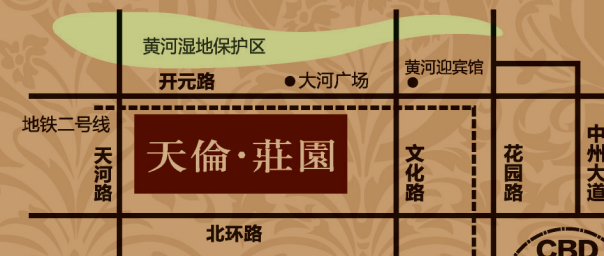 黄河湿地保护区
黄河迎宾馆
开元路
大河广场
地铁二号线
天倫·莊園
天河路
文化路
花园路
中州大道
北环路
CBD